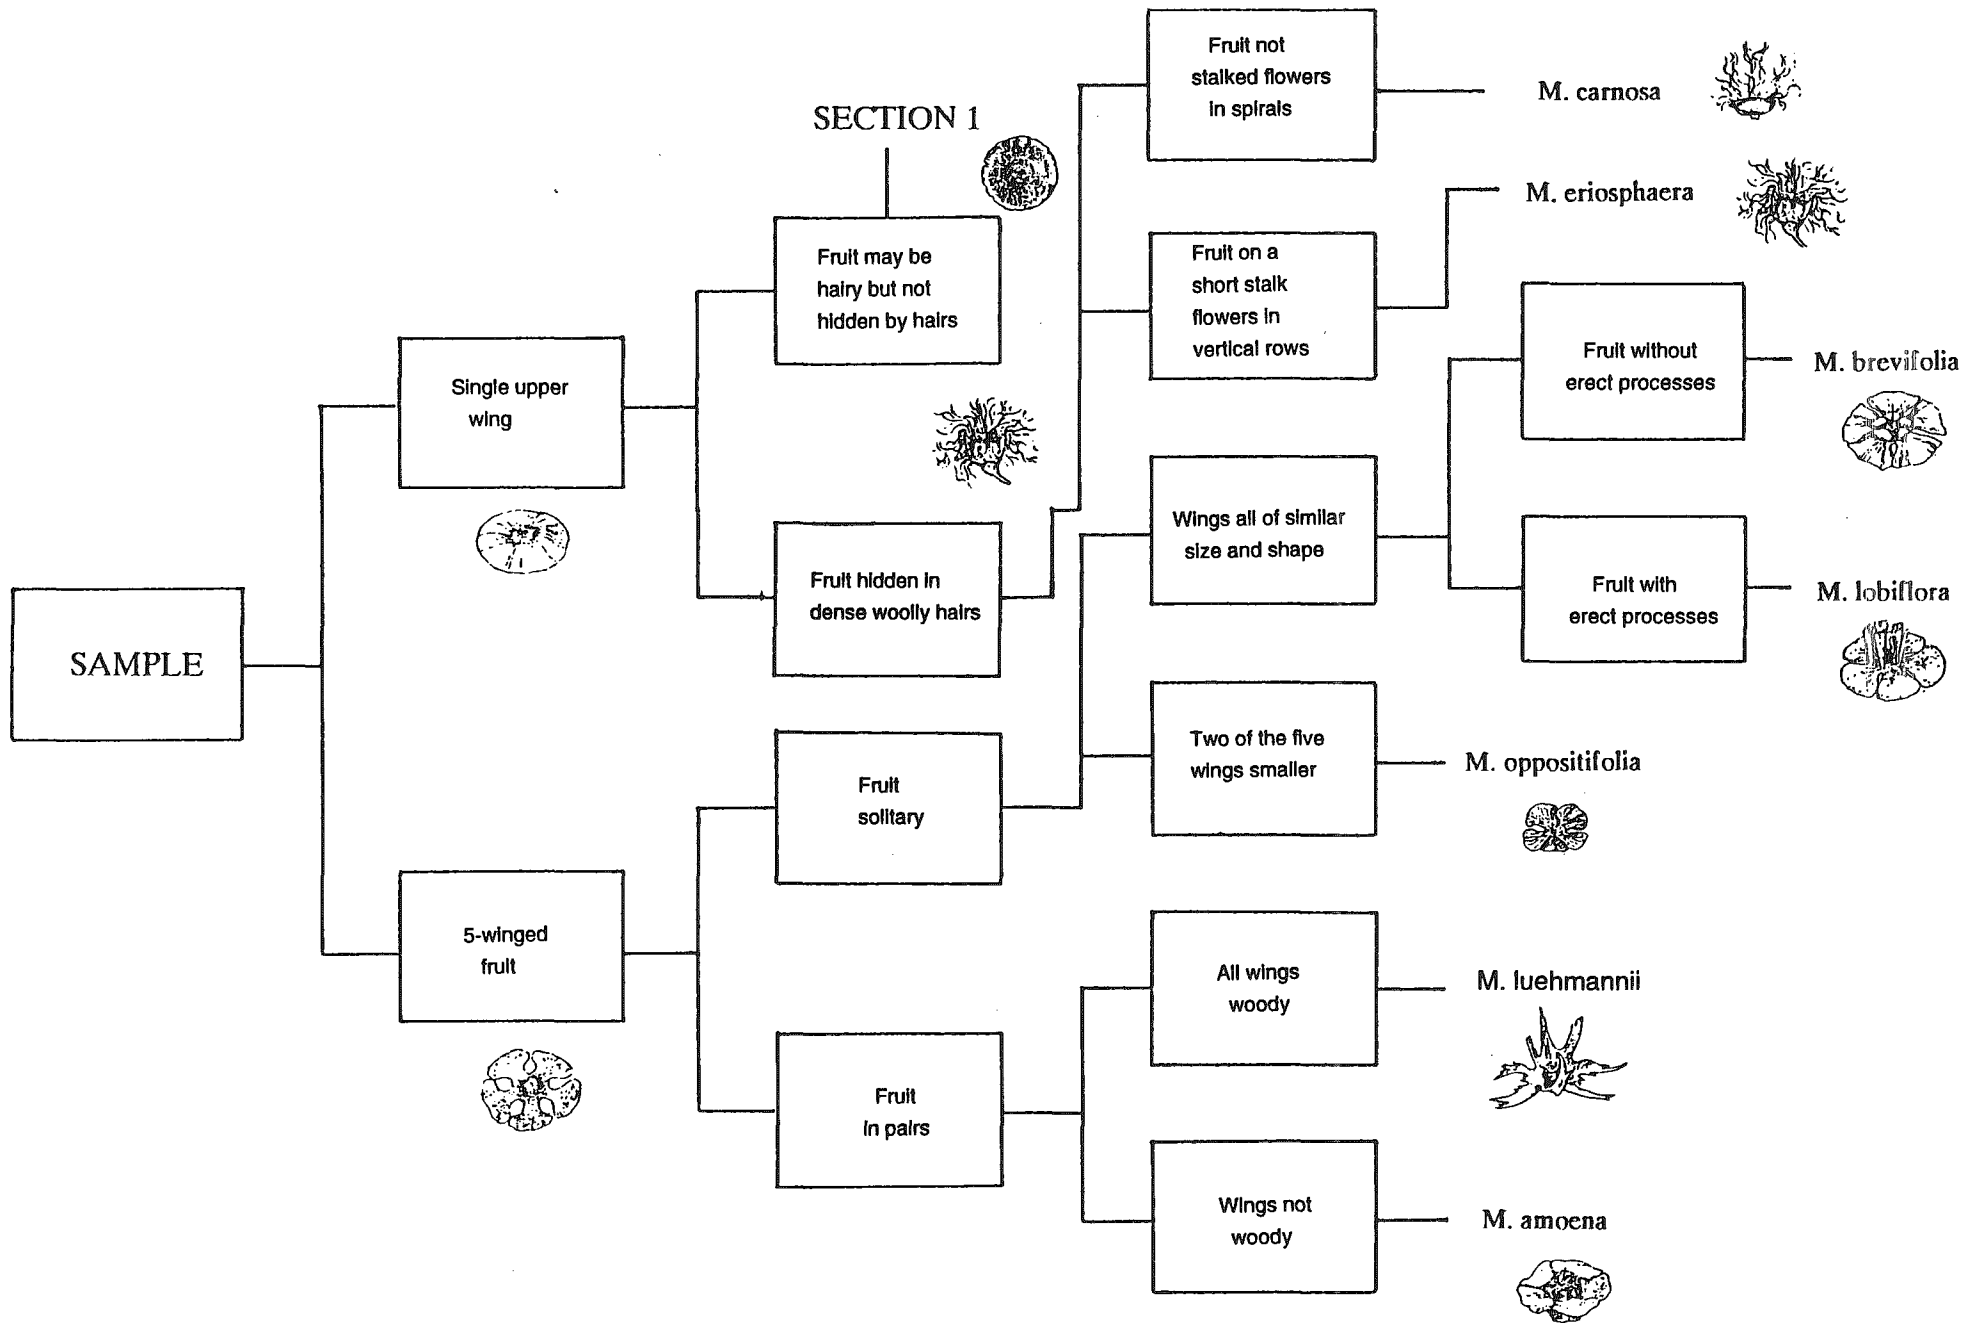 SAMPLE
Single upper
wing
5-winged
fruit
SECTION 1
Fruit may be
hairy but not
hidden by hairs
Fruit hidden in
dense woolly hairs
Fruit
solitary
Fruit
in pairs
Fruit not
stalked flowers
in spirals
Fruit on a
short stalk
flowers in
vertical rows
Wings all of similar
size and shape
Two of the five
wings smaller
All wings
woody
Wings not
woody
M. carnosa
M. eriosphaera
Fruit without
erect processes
M. brevifolia
Fruit with
erect processes
M. lobiflora
M. oppositifolia
M. luehmannii
M. amoena